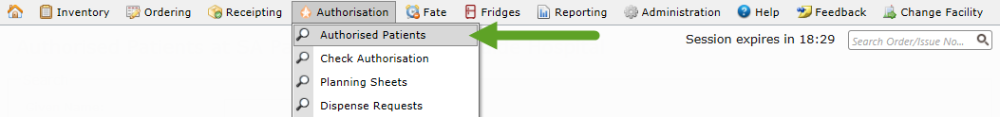 Inventory Ordering Receipting Authorisation Fate Fridges Reporting Administration Help Feedback Change Facility
Authorised Patients
Session expires in 18:29 Search Order/Issue No...
Check Authorisation
Planning Sheets
Dispense Requests